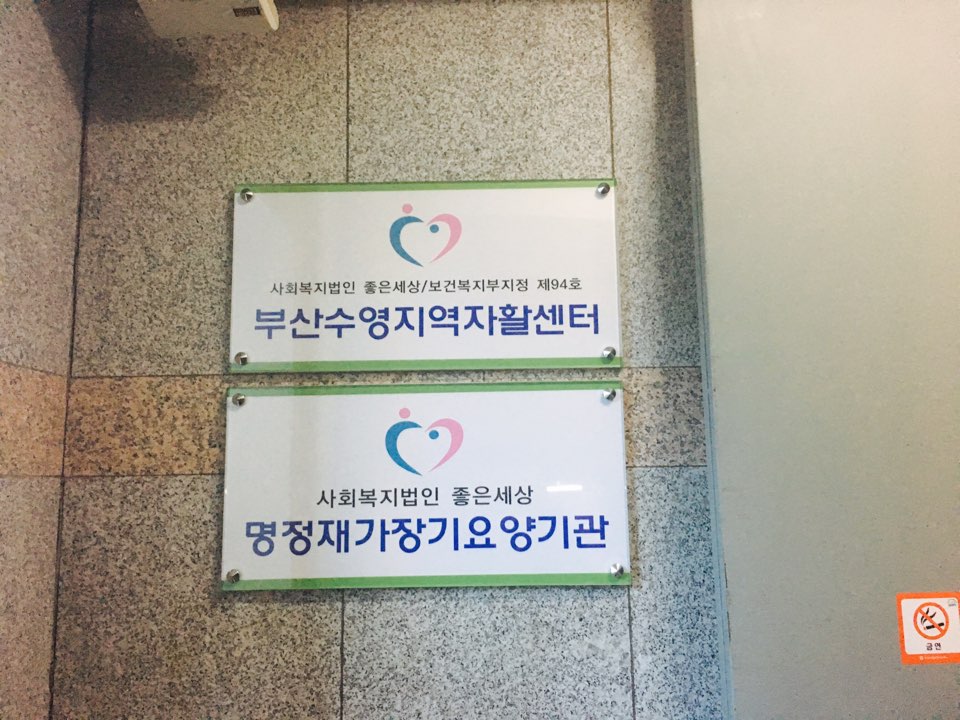 사회복지법인 좋은세상/보건복지부지정 제94호
부산수영지역자활센터
사회복지법인 좋은세상
명정재가장기요양기관
금연